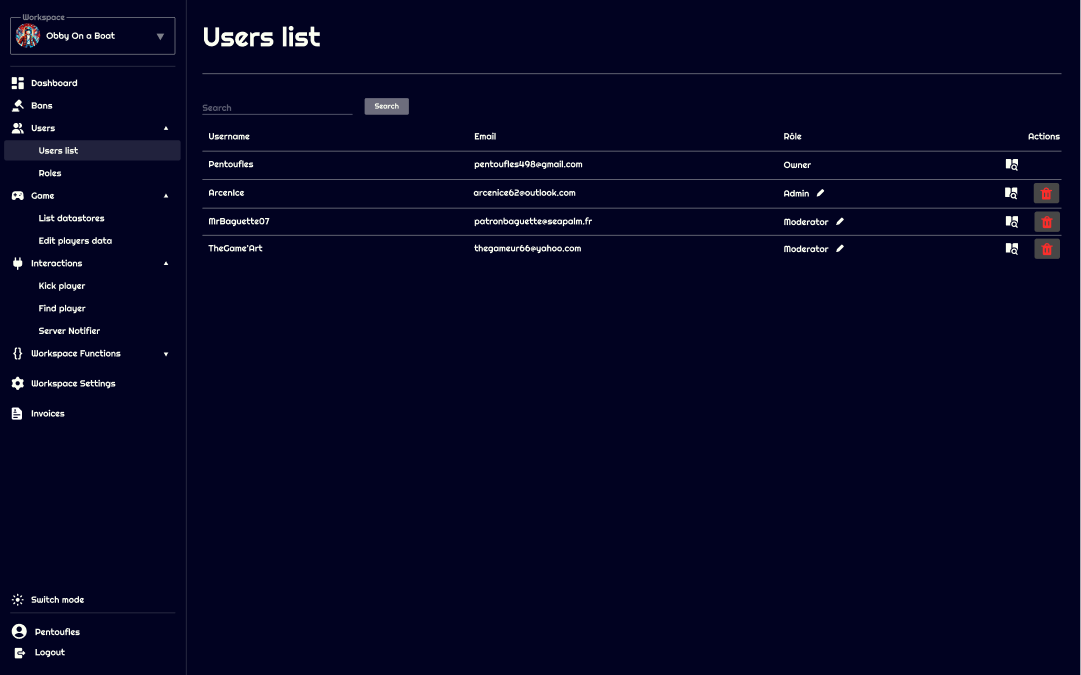 Workspace
Obby On a Boat
Dashboard
Bans
Users
Users list
Roles
Game
List datastores
Edit players data
Interactions
Kick player
Find player
Server Notifier
Workspace Functions
Workspace Settings
Invoices
Switch mode
Pentoufles
Logout
Users list
Search Search
Username Email Rôle Actions
Pentoufles pentoufles498@gmail.com Owner
ArcenIce arcenice62@outlook.com Admin
MrBaguette07 patronbaguette@seapalm.fr Moderator
TheGame'Art thegameur66@yahoo.com Moderator